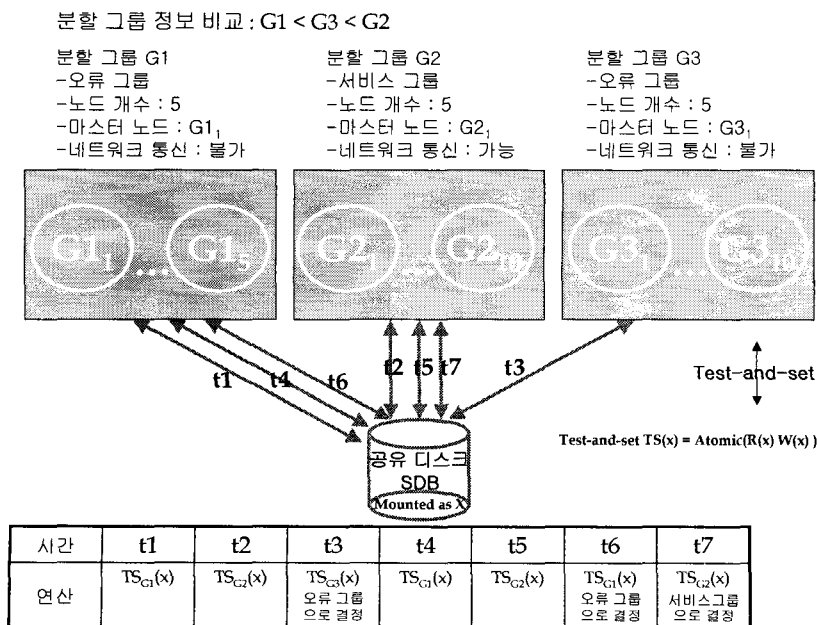 분할 그룹 정보 비교 : G1 < G3 < G2
분할 그룹 G1
-오류 그룹
-노드 개수 : 5
-마스터 노드 : G1₁
-네트워크 통신 : 불가
분할 그룹 G2
-서비스 그룹
-노드 개수 : 5
-마스터 노드 : G2₁
-네트워크 통신 : 가능
분할 그룹 G3
-오류 그룹
-노드 개수 : 5
-마스터 노드 : G3₁
-네트워크 통신 : 불가
G1₁ ... G1₅
G2₁ ... G2₁₀
G3₁ ... G3₁₀
t1 t4 t6 t2 t5 t7 t3
Test-and-set
Test-and-set TS(x) = Atomic(R(x) W(x) )
공유 디스크
SDB
Mounted as X
시간 t1 t2 t3 t4 t5 t6 t7
연산 TS_G1(x) TS_G2(x) TS_G3(x) TS_G1(x) TS_G2(x) TS_G1(x) TS_G2(x)
오류 그룹 오류 그룹 서비스그룹
으로 결정 으로 결정 으로 결정